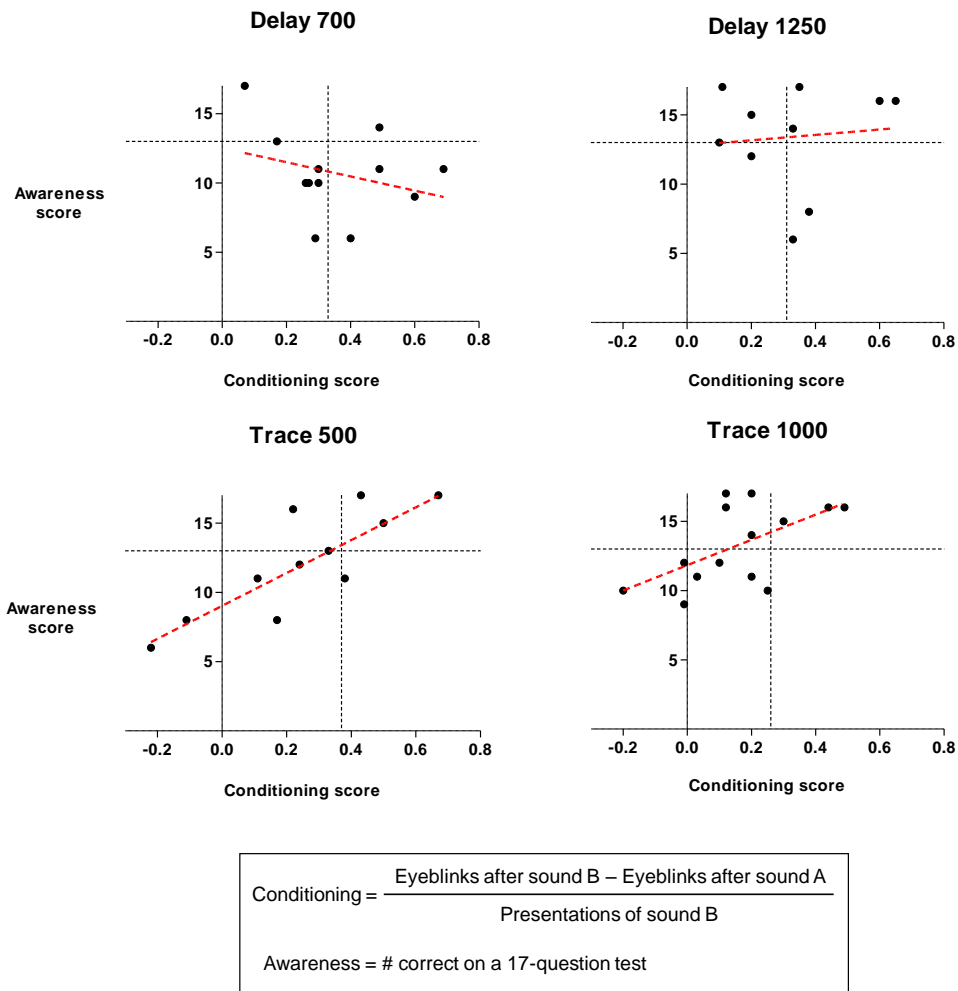 Delay 700
Delay 1250
15
10
5
Awareness
score
-0.2 0.0 0.2 0.4 0.6 0.8
Conditioning score
15
10
5
-0.2 0.0 0.2 0.4 0.6 0.8
Conditioning score
Trace 500
Trace 1000
15
10
5
Awareness
score
-0.2 0.0 0.2 0.4 0.6 0.8
Conditioning score
15
10
5
-0.2 0.0 0.2 0.4 0.6 0.8
Conditioning score
Eyeblinks after sound B – Eyeblinks after sound A
Conditioning =
Presentations of sound B
Awareness = # correct on a 17-question test